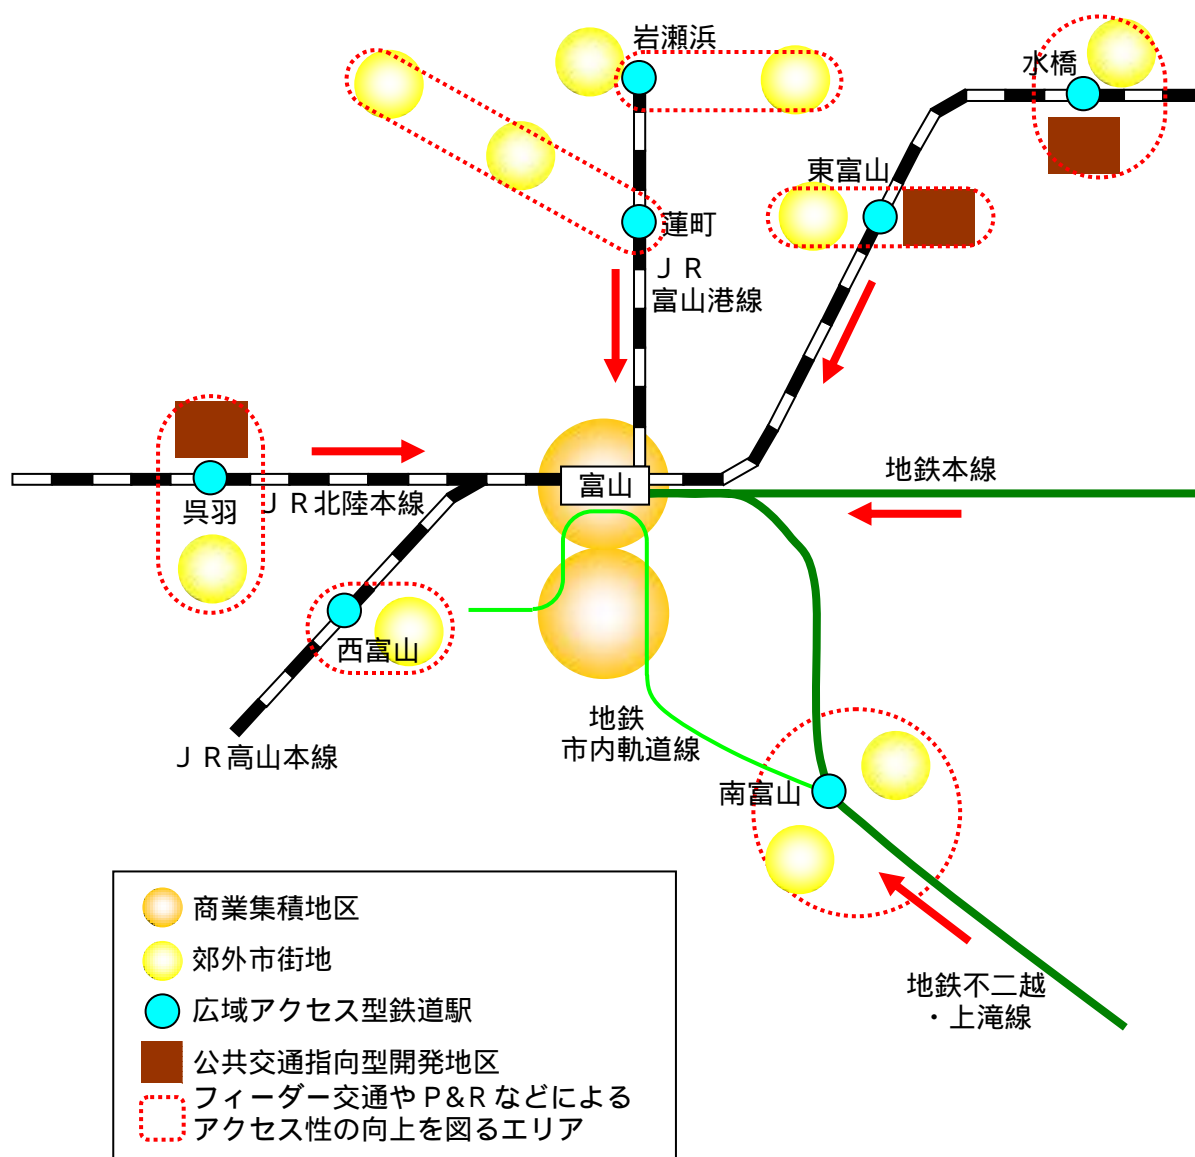 岩瀬浜
水橋
東富山
蓮町
ＪＲ
富山港線
富山
地鉄本線
呉羽
ＪＲ北陸本線
西富山
地鉄
市内軌道線
ＪＲ高山本線
南富山
地鉄不二越
・上滝線
商業集積地区
郊外市街地
広域アクセス型鉄道駅
公共交通指向型開発地区
フィーダー交通やP&Rなどによる
アクセス性の向上を図るエリア